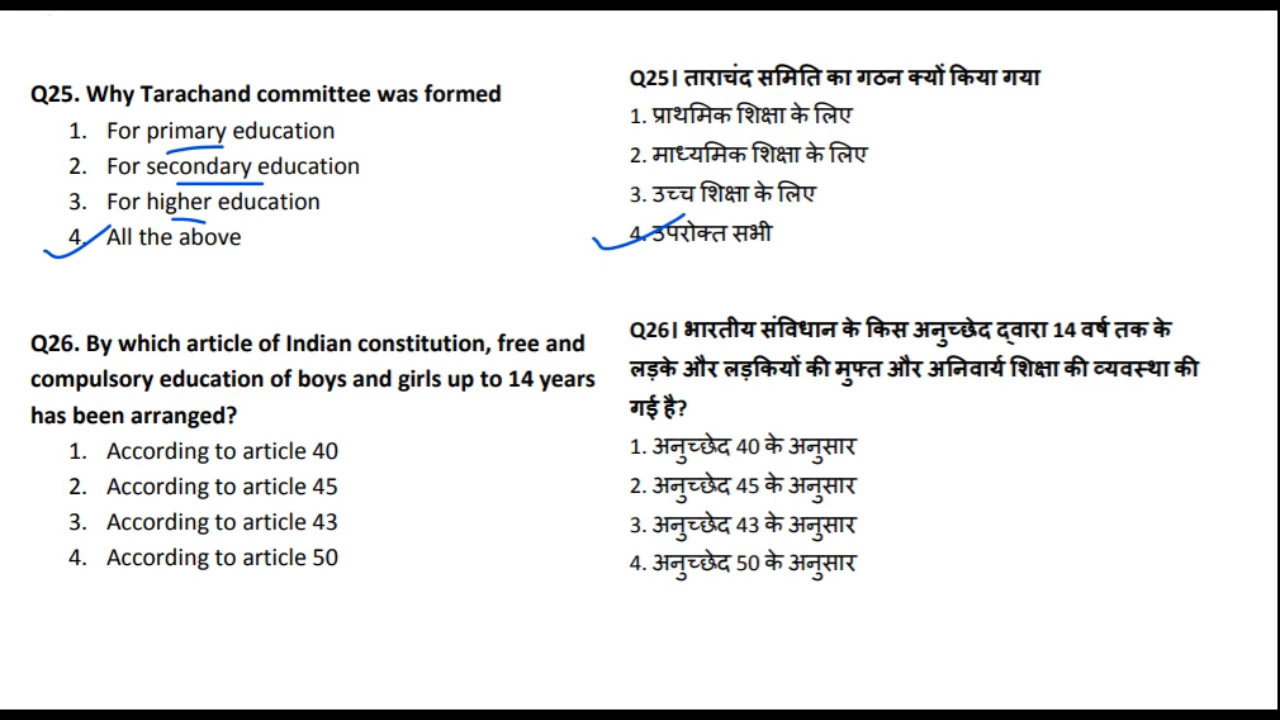 Q25. Why Tarachand committee was formed
1. For primary education
2. For secondary education
3. For higher education
4. All the above
Q26. By which article of Indian constitution, free and
compulsory education of boys and girls up to 14 years
has been arranged?
1. According to article 40
2. According to article 45
3. According to article 43
4. According to article 50
Q25। ताराचंद समिति का गठन क्यों किया गया
1. प्राथमिक शिक्षा के लिए
2. माध्यमिक शिक्षा के लिए
3. उच्च शिक्षा के लिए
4. उपरोक्त सभी
Q26। भारतीय संविधान के किस अनुच्छेद द्वारा 14 वर्ष तक के
लड़के और लड़कियों की मुफ्त और अनिवार्य शिक्षा की व्यवस्था की
गई है?
1. अनुच्छेद 40 के अनुसार
2. अनुच्छेद 45 के अनुसार
3. अनुच्छेद 43 के अनुसार
4. अनुच्छेद 50 के अनुसार